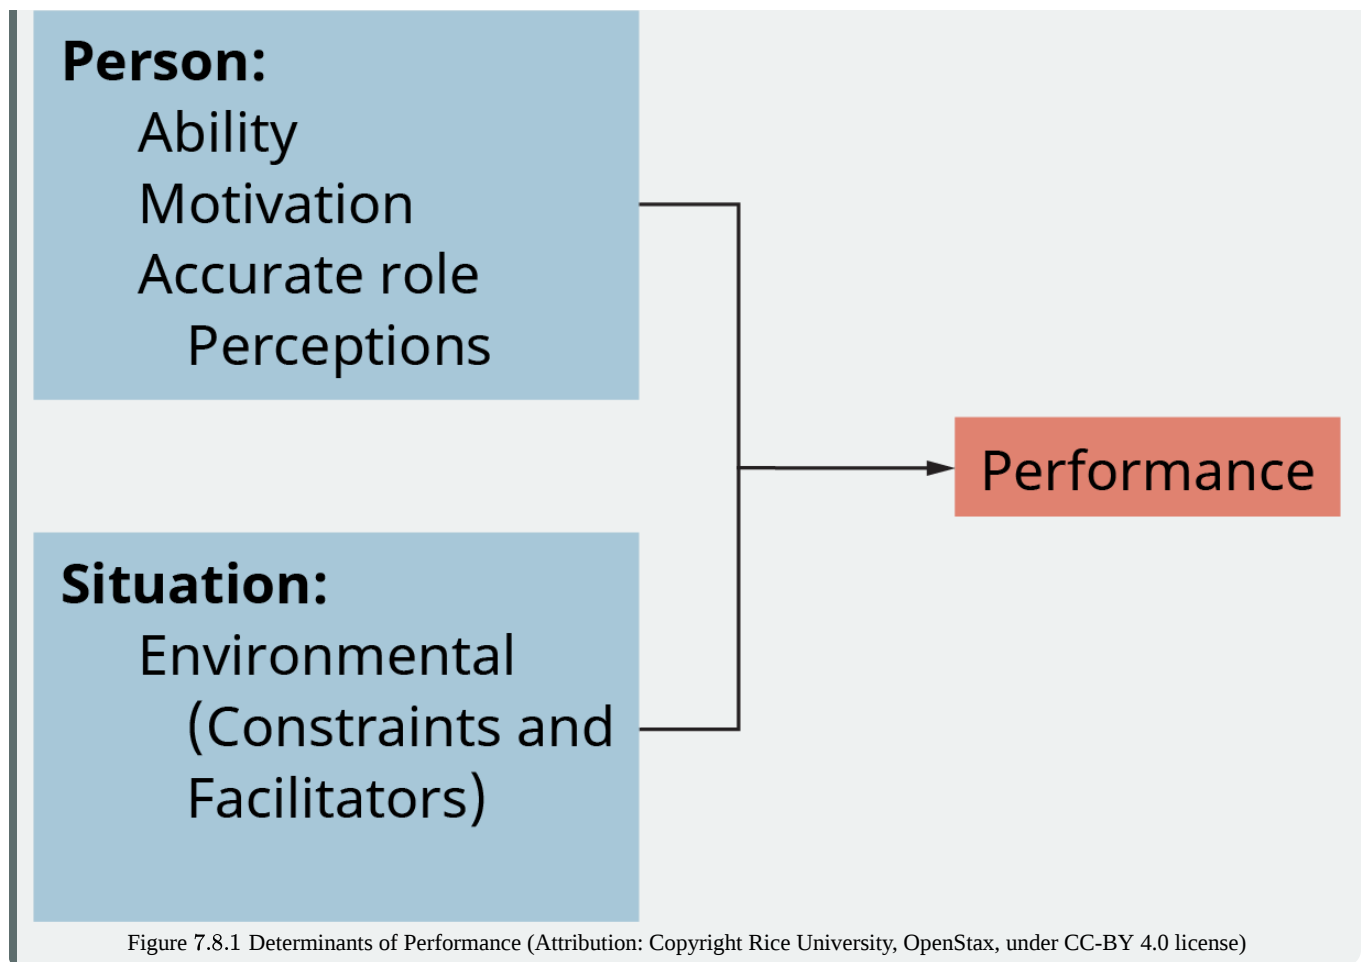 Person:
Ability
Motivation
Accurate role
Perceptions
Situation:
Environmental
(Constraints and
Facilitators)
Performance
Figure 7.8.1 Determinants of Performance (Attribution: Copyright Rice University, OpenStax, under CC-BY 4.0 license)